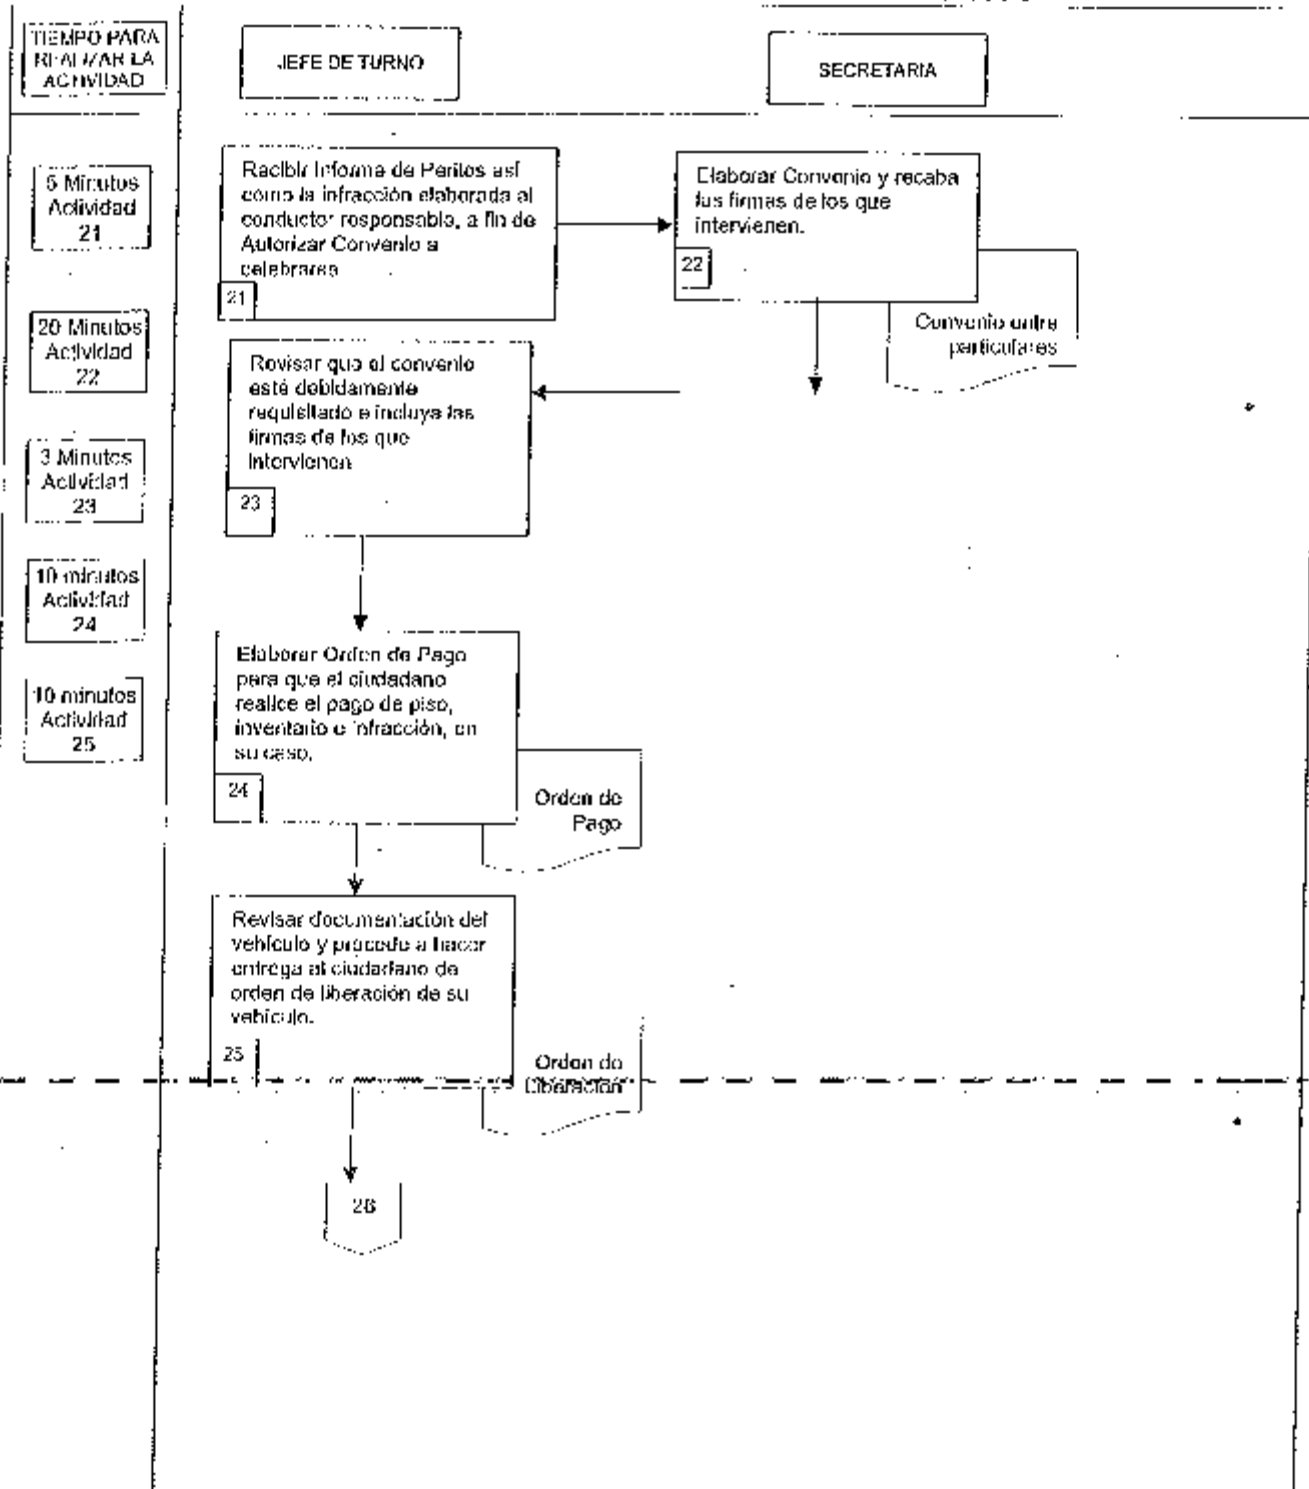 TIEMPO PARA
REALIZAR LA
ACTIVIDAD
JEFE DE TURNO
SECRETARIA
5 Minutos
Actividad
21
20 Minutos
Actividad
22
3 Minutos
Actividad
23
10 minutos
Actividad
24
10 minutos
Actividad
25
Recibir Informe de Peritos así
como la infracción elaborada al
conductor responsable, a fin de
Autorizar Convenio a
celebrarse
21
Elaborar Convenio y recaba
las firmas de los que
intervienen.
22
Convenio entre
particulares
Revisar que el convenio
esté debidamente
requisitado e incluya las
firmas de los que
intervienen
23
Elaborar Orden de Pago
para que el ciudadano
realice el pago de piso,
inventario e infracción, en
su caso.
24
Orden de
Pago
Revisar documentación del
vehículo y procede a hacer
entrega al ciudadano de
orden de liberación de su
vehículo.
25
Orden de
Liberación
26